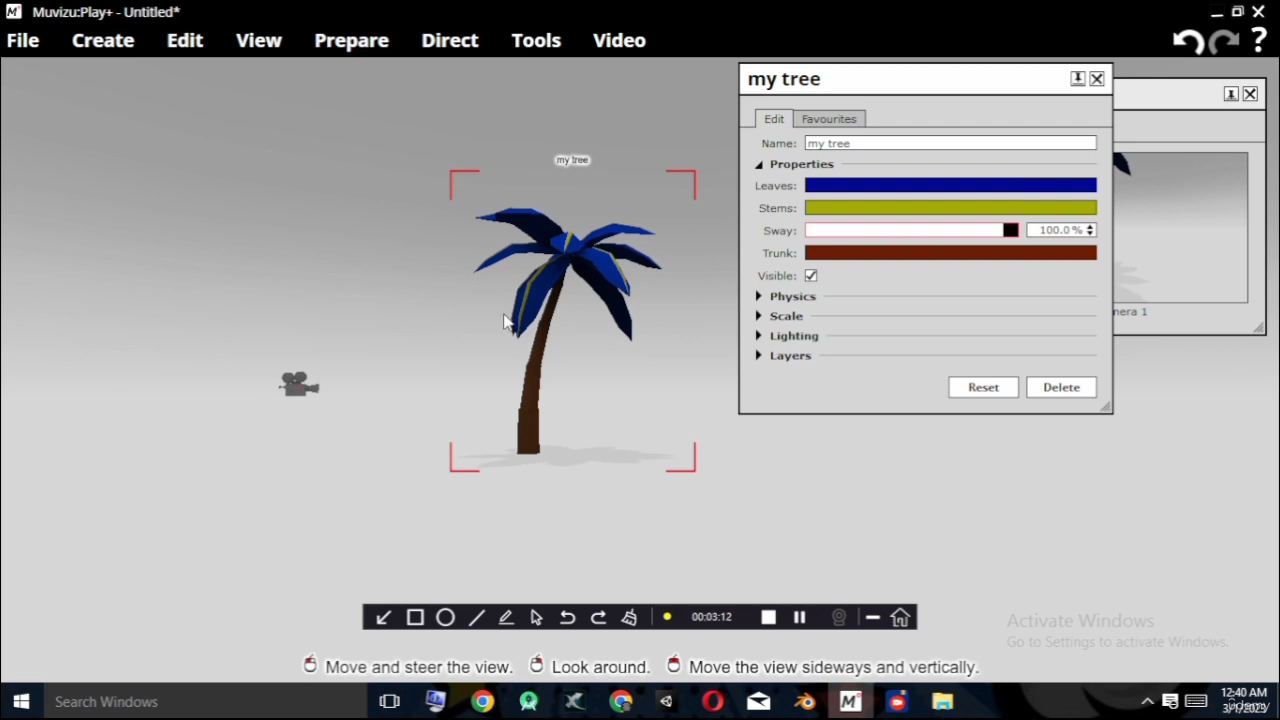 Muvizu:Play+ - Untitled*
File Create Edit View Prepare Direct Tools Video ?
my tree
Edit Favourites
Name: my tree
Properties
Leaves:
Stems:
Sway: 100.0 %
Trunk:
Visible:
Physics
Scale
Lighting
Layers
Reset Delete
my tree
00:03:12
Activate Windows
Go to Settings to activate Windows.
Move and steer the view. Look around. Move the view sideways and vertically.
Search Windows
12:40 AM